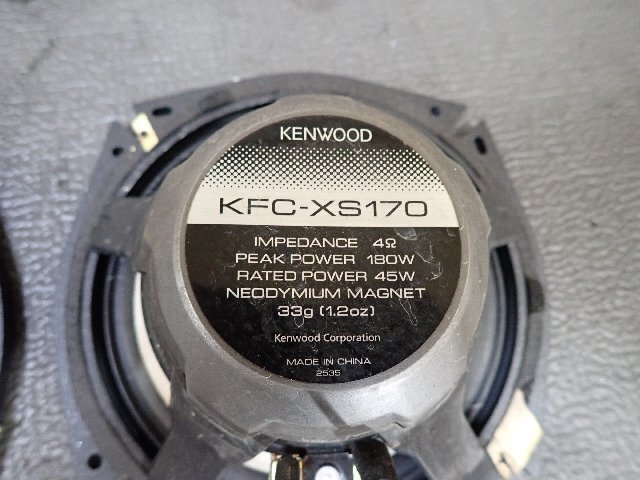 KENWOOD
KFC-XS170
IMPEDANCE 4Ω
PEAK POWER 180W
RATED POWER 45W
NEODYMIUM MAGNET
33g (1.2oz)
Kenwood Corporation
MADE IN CHINA
2535